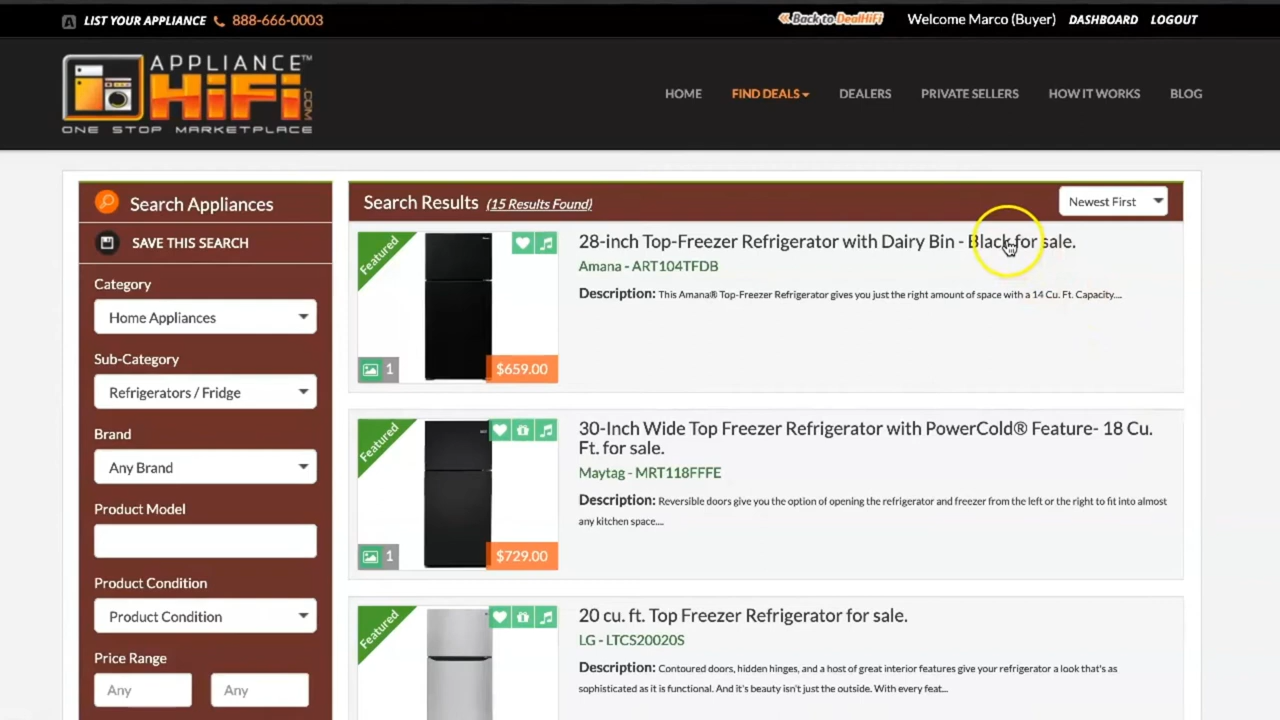 A LIST YOUR APPLIANCE 888-666-0003
Back to DealHiFi Welcome Marco (Buyer) DASHBOARD LOGOUT
APPLIANCE™
HiFi.COM
ONE STOP MARKETPLACE
HOME FIND DEALS DEALERS PRIVATE SELLERS HOW IT WORKS BLOG
Search Appliances
SAVE THIS SEARCH
Category
Home Appliances
Sub-Category
Refrigerators / Fridge
Brand
Any Brand
Product Model
Product Condition
Product Condition
Price Range
Any Any
Search Results (15 Results Found) Newest First
Featured
28-inch Top-Freezer Refrigerator with Dairy Bin - Black for sale.
Amana - ART104TFDB
Description: This Amana® Top-Freezer Refrigerator gives you just the right amount of space with a 14 Cu. Ft. Capacity....
1 $659.00
Featured
30-Inch Wide Top Freezer Refrigerator with PowerCold® Feature- 18 Cu.
Ft. for sale.
Maytag - MRT118FFFE
Description: Reversible doors give you the option of opening the refrigerator and freezer from the left or the right to fit into almost
any kitchen space....
1 $729.00
Featured
20 cu. ft. Top Freezer Refrigerator for sale.
LG - LTCS20020S
Description: Contoured doors, hidden hinges, and a host of great interior features give your refrigerator a look that's as
sophisticated as it is functional. And it's beauty isn't just the outside. With every feat...